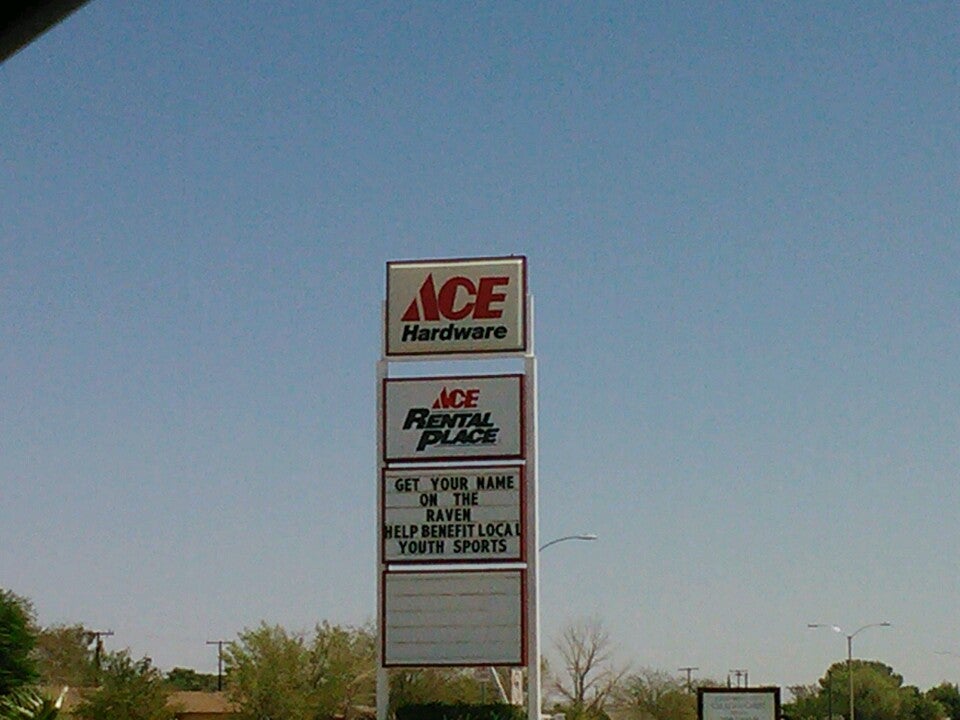 ACE
Hardware
ACE
RENTAL
PLACE
GET YOUR NAME
ON THE
RAVEN
HELP BENEFIT LOCAL
YOUTH SPORTS